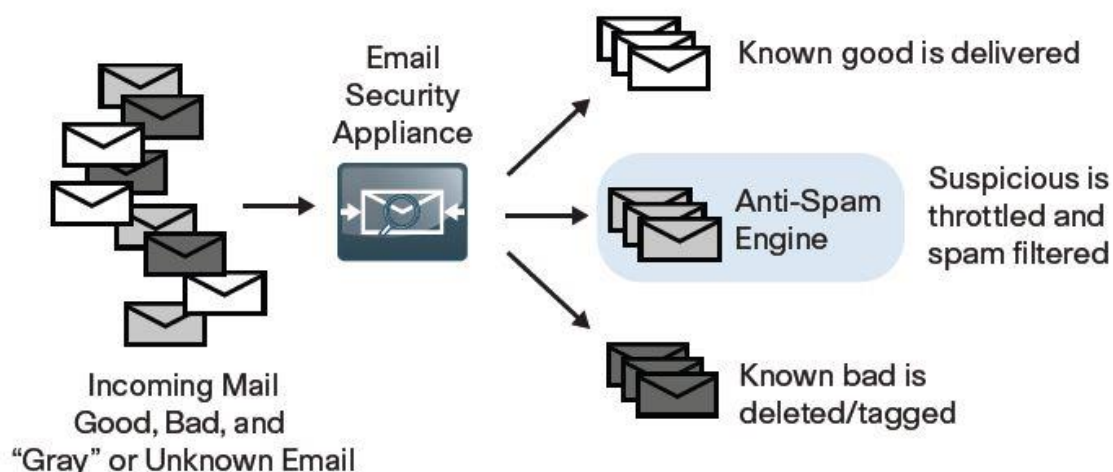 Email
Security
Appliance
Known good is delivered
Anti-Spam
Engine
Suspicious is
throttled and
spam filtered
Known bad is
deleted/tagged
Incoming Mail
Good, Bad, and
“Gray” or Unknown Email